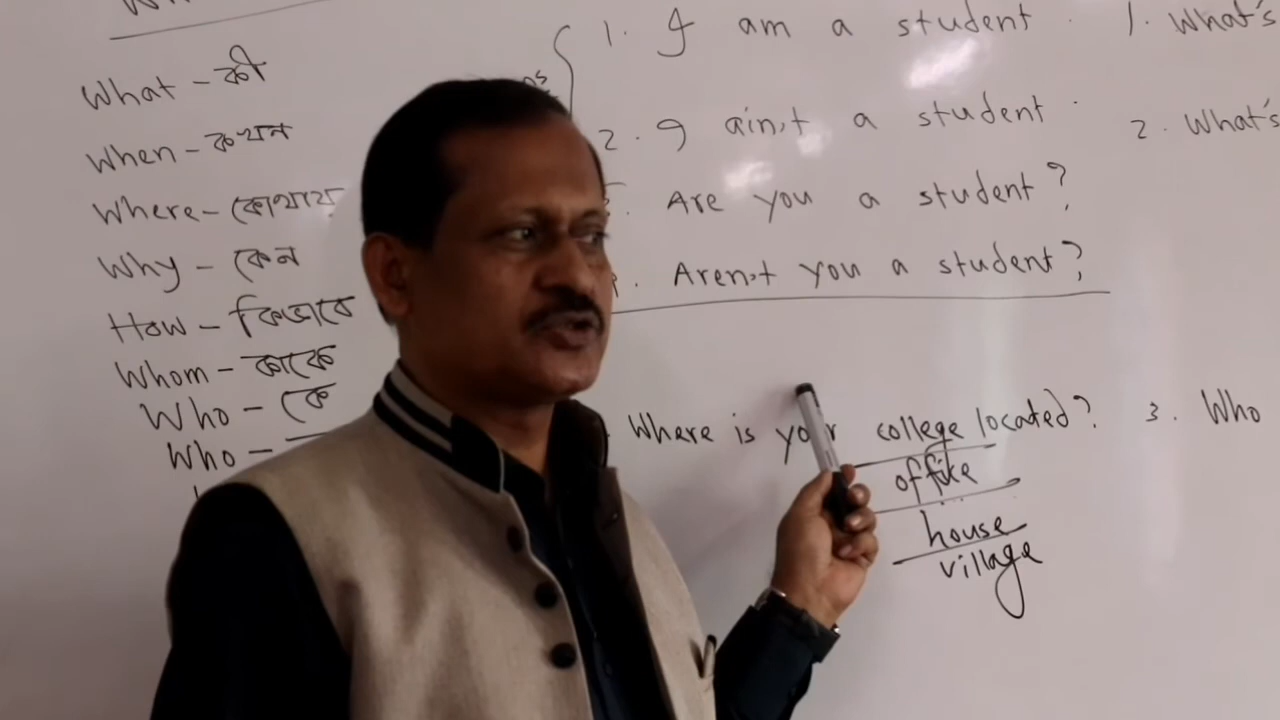 What - কী
When - কখন
Where - কোথায়
Why - কেন
How - কিভাবে
Whom - কাকে
Who - কে
Who -
1. I am a student.
2. I ain't a student.
Are you a student?
Aren't you a student?
Where is your college located?
office
house
village
1. What's
2. What's
3. Who